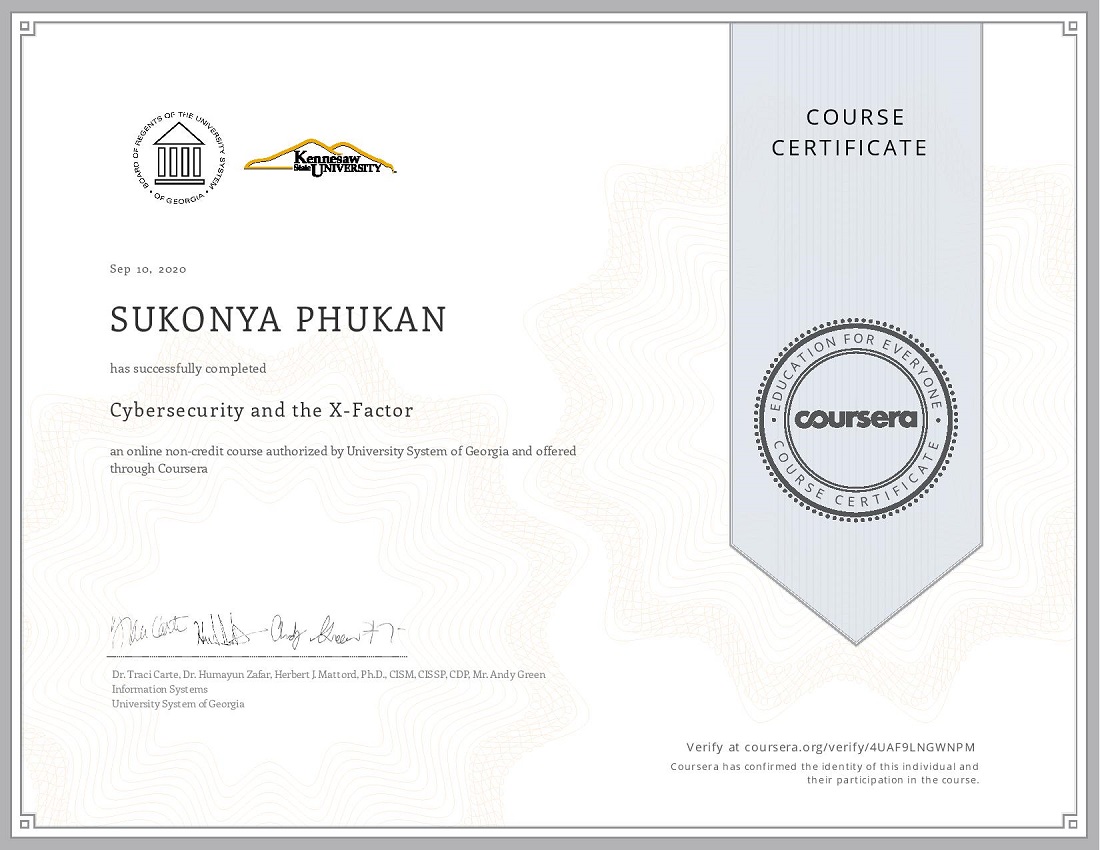 COURSE
CERTIFICATE
BOARD OF REGENTS OF THE UNIVERSITY SYSTEM
• OF GEORGIA •
Kennesaw
State UNIVERSITY
Sep 10, 2020
SUKONYA PHUKAN
has successfully completed
Cybersecurity and the X-Factor
an online non-credit course authorized by University System of Georgia and offered
through Coursera
EDUCATION FOR EVERYONE
coursera
COURSE CERTIFICATE
Traci Carte Andy Green
Dr. Traci Carte, Dr. Humayun Zafar, Herbert J. Mattord, Ph.D., CISM, CISSP, CDP, Mr. Andy Green
Information Systems
University System of Georgia
Verify at coursera.org/verify/4UAF9LNGWNPM
Coursera has confirmed the identity of this individual and
their participation in the course.